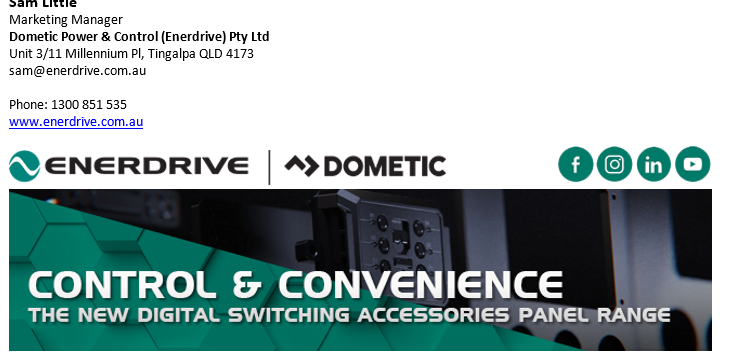 Sam Little
Marketing Manager
Dometic Power & Control (Enerdrive) Pty Ltd
Unit 3/11 Millennium Pl, Tingalpa QLD 4173
sam@enerdrive.com.au
Phone: 1300 851 535
www.enerdrive.com.au
ENERDRIVE | DOMETIC
CONTROL & CONVENIENCE
THE NEW DIGITAL SWITCHING ACCESSORIES PANEL RANGE